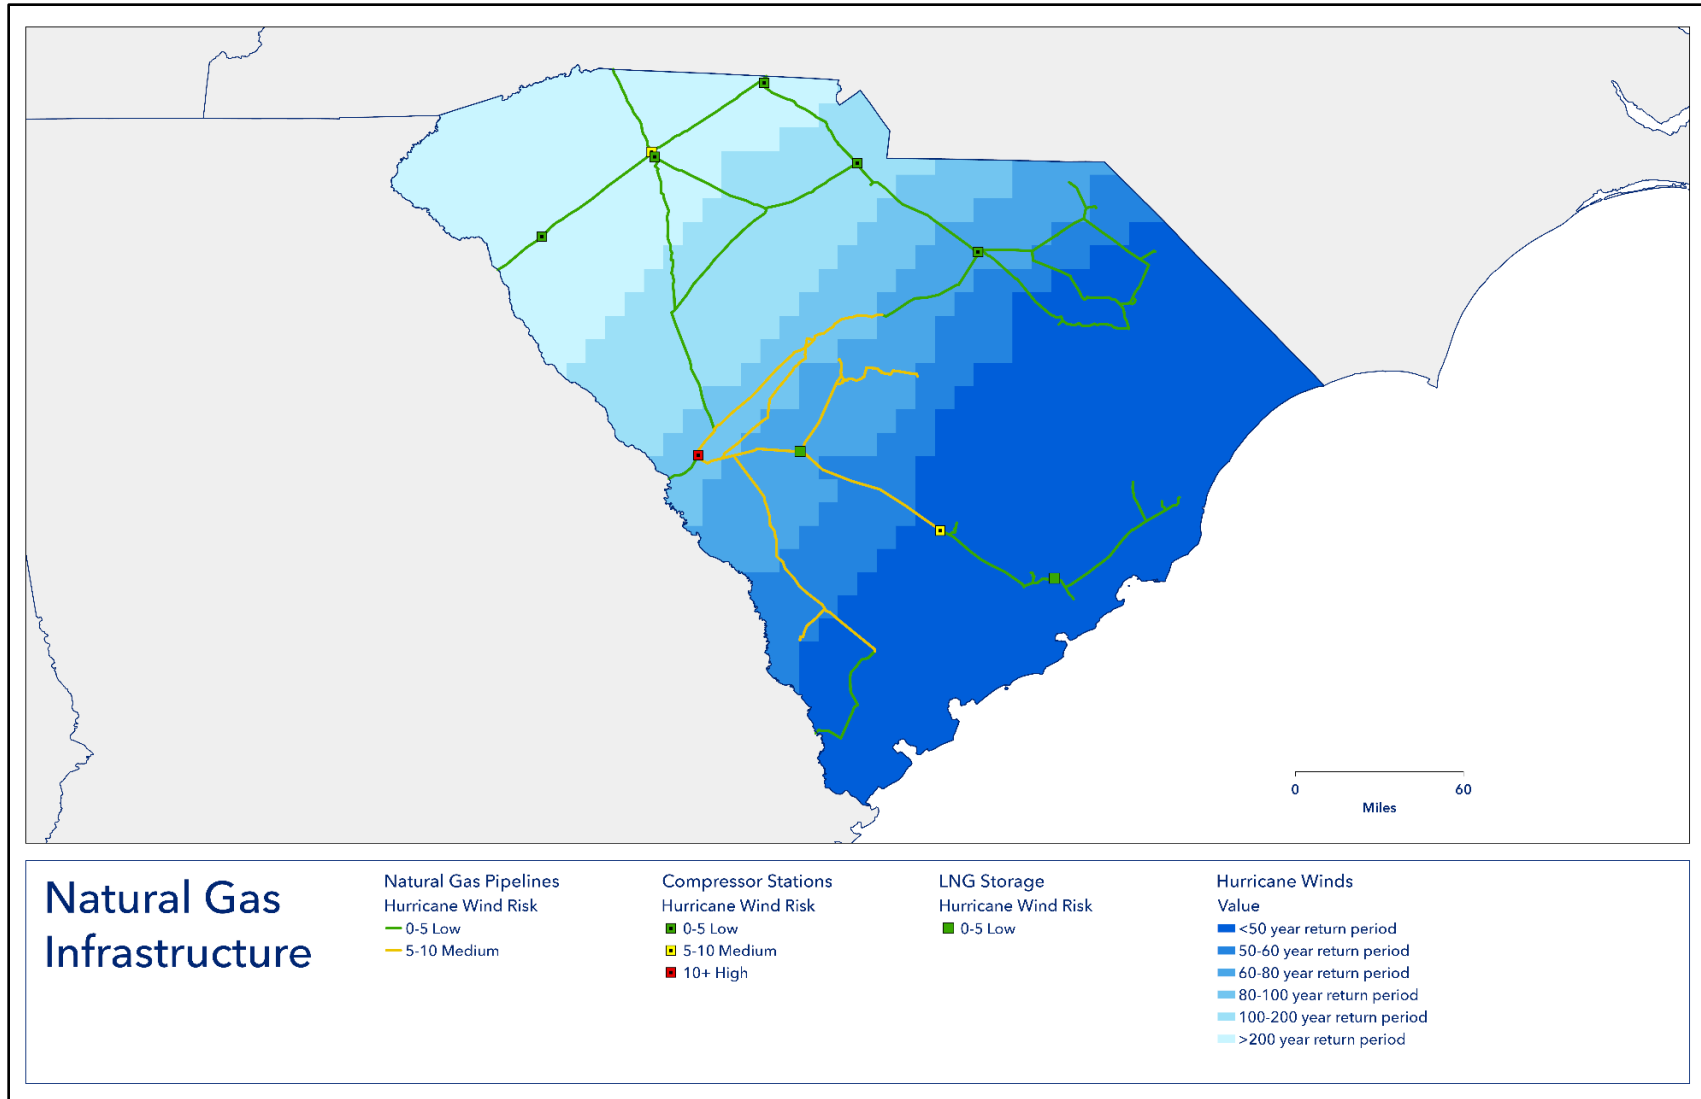 0 60
Miles
Natural Gas
Infrastructure
Natural Gas Pipelines
Hurricane Wind Risk
0-5 Low
5-10 Medium
Compressor Stations
Hurricane Wind Risk
0-5 Low
5-10 Medium
10+ High
LNG Storage
Hurricane Wind Risk
0-5 Low
Hurricane Winds
Value
<50 year return period
50-60 year return period
60-80 year return period
80-100 year return period
100-200 year return period
>200 year return period